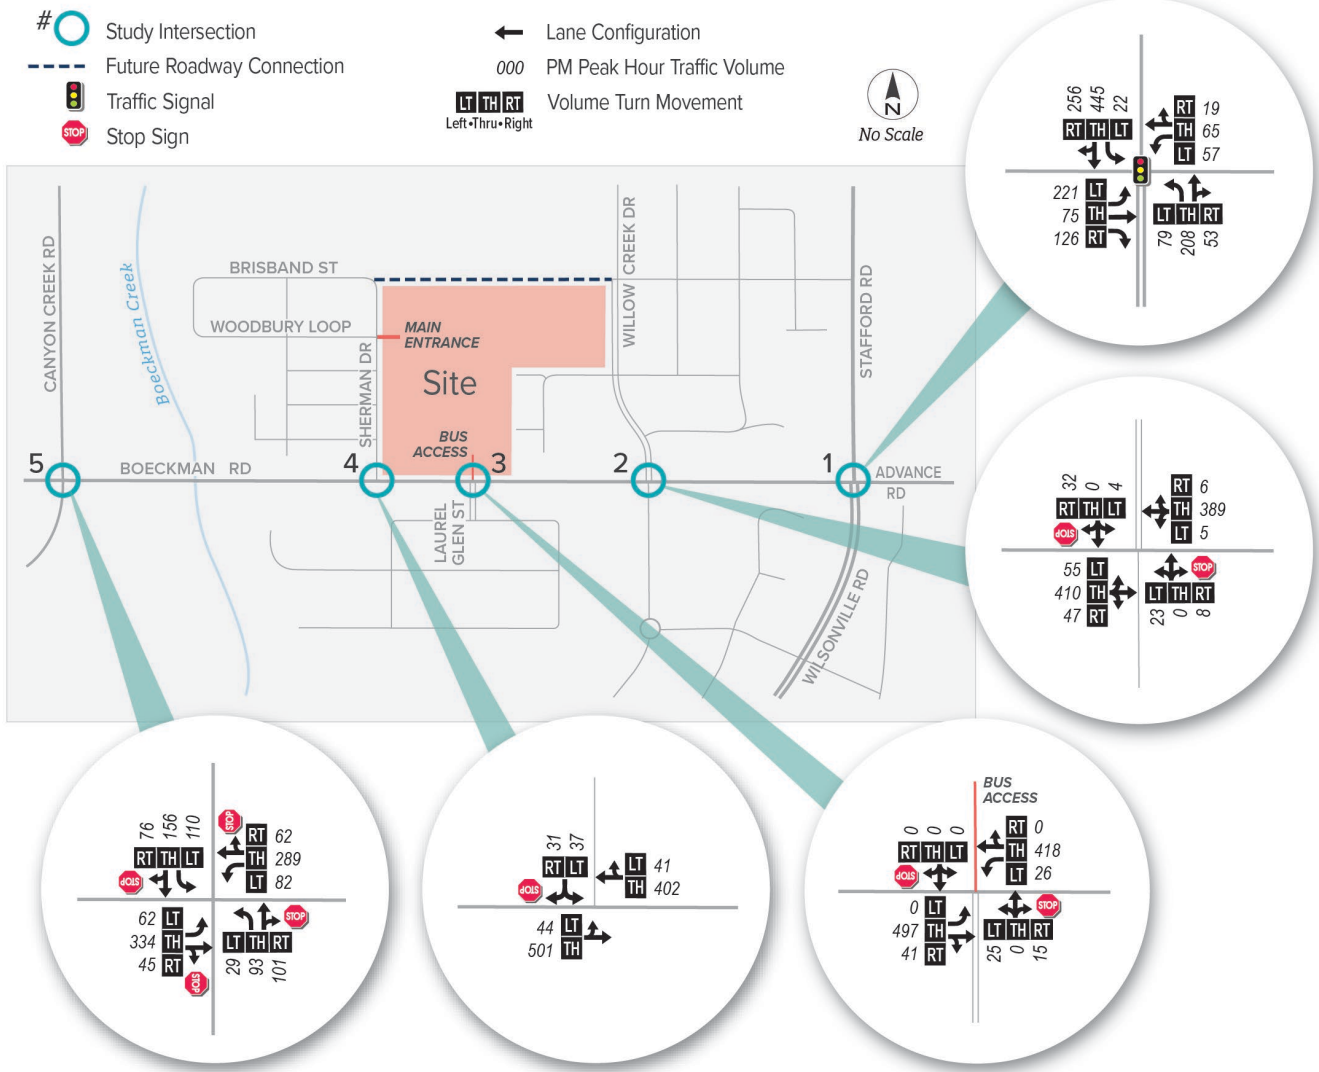 #
Study Intersection
Future Roadway Connection
Traffic Signal
STOP Stop Sign
Lane Configuration
000 PM Peak Hour Traffic Volume
LT TH RT Volume Turn Movement
Left•Thru•Right
N
No Scale
CANYON CREEK RD
Boeckman Creek
BRISBAND ST
WOODBURY LOOP
SHERMAN DR
MAIN
ENTRANCE
Site
BUS
ACCESS
WILLOW CREEK DR
STAFFORD RD
5
BOECKMAN RD
4
3
2
1
ADVANCE
RD
LAUREL
GLEN ST
WILSONVILLE RD
256 445 22
RT TH LT
RT 19
TH 65
LT 57
221 LT
75 TH
126 RT
LT TH RT
79 208 53
32 0 4
RT TH LT
STOP
RT 6
TH 389
LT 5
55 LT
410 TH
47 RT
STOP
LT TH RT
23 0 8
76 156 110
RT TH LT
STOP
STOP
RT 62
TH 289
LT 82
62 LT
334 TH
45 RT
STOP
STOP
LT TH RT
29 93 101
31 37
RT LT
STOP
LT 41
TH 402
44 LT
501 TH
BUS
ACCESS
0 0 0
RT TH LT
STOP
RT 0
TH 418
LT 26
0 LT
497 TH
41 RT
STOP
LT TH RT
25 0 15